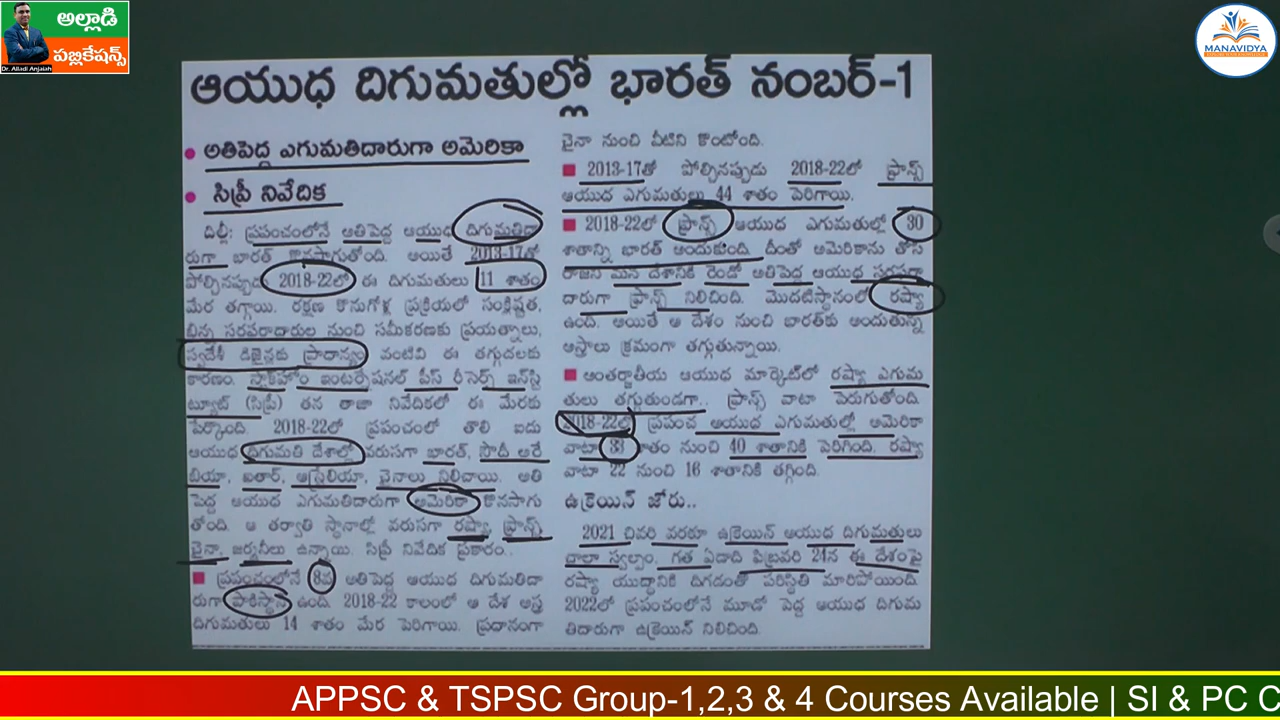 అల్లాడి
పబ్లికేషన్స్
Dr. Alladi Anjaiah
MANAVIDYA
ఆయుధ దిగుమతుల్లో భారత్ నంబర్-1
• అతిపెద్ద ఎగుమతిదారుగా అమెరికా
• సిప్రీ నివేదిక
దిల్లీ: ప్రపంచంలోనే అతిపెద్ద ఆయుధ దిగుమతిదా
రుగా భారత్ కొనసాగుతోంది. అయితే 2013-17తో
పోల్చినప్పుడు 2018-22లో ఈ దిగుమతులు 11 శాతం
మేర తగ్గాయి. రక్షణ కొనుగోళ్ల ప్రక్రియలో సంక్లిష్టత,
భిన్న సరఫరాదారుల నుంచి సమీకరణకు ప్రయత్నాలు,
స్వదేశీ డిజైన్లకు ప్రాధాన్యం వంటివి ఈ తగ్గుదలకు
కారణం. స్టాక్‌హోం ఇంటర్నేషనల్ పీస్ రీసెర్చ్ ఇన్‌స్టి
ట్యూట్ (సిప్రీ) తన తాజా నివేదికలో ఈ మేరకు
పేర్కొంది. 2018-22లో ప్రపంచంలో తొలి ఐదు
ఆయుధ దిగుమతి దేశాల్లో వరుసగా భారత్, సౌదీ అరే
బియా, ఖతార్, ఆస్ట్రేలియా, చైనాలు నిలిచాయి. అతి
పెద్ద ఆయుధ ఎగుమతిదారుగా అమెరికా కొనసాగు
తోంది. ఆ తర్వాతి స్థానాల్లో వరుసగా రష్యా, ఫ్రాన్స్,
చైనా, జర్మనీలు ఉన్నాయి. సిప్రీ నివేదిక ప్రకారం..
■ ప్రపంచంలోనే 8వ అతిపెద్ద ఆయుధ దిగుమతిదా
రుగా పాకిస్థాన్ ఉంది. 2018-22 కాలంలో ఆ దేశ అస్త్ర
దిగుమతులు 14 శాతం మేర పెరిగాయి. ప్రధానంగా
చైనా నుంచి వీటిని కొంటోంది.
■ 2013-17తో పోల్చినప్పుడు 2018-22లో ఫ్రాన్స్
ఆయుధ ఎగుమతులు 44 శాతం పెరిగాయి.
■ 2018-22లో ఫ్రాన్స్ ఆయుధ ఎగుమతుల్లో 30
శాతాన్ని భారత్ అందుకుంది. దీంతో అమెరికాను తోసి
రాజని మన దేశానికి రెండో అతిపెద్ద ఆయుధ సరఫరా
దారుగా ఫ్రాన్స్ నిలిచింది. మొదటిస్థానంలో రష్యా
ఉంది. అయితే ఆ దేశం నుంచి భారత్‌కు అందుతున్న
అస్త్రాలు క్రమంగా తగ్గుతున్నాయి.
■ అంతర్జాతీయ ఆయుధ మార్కెట్‌లో రష్యా ఎగుమ
తులు తగ్గుతుండగా.. ఫ్రాన్స్ వాటా పెరుగుతోంది.
2018-22లో ప్రపంచ ఆయుధ ఎగుమతుల్లో అమెరికా
వాటా 33 శాతం నుంచి 40 శాతానికి పెరిగింది. రష్యా
వాటా 22 నుంచి 16 శాతానికి తగ్గింది.
ఉక్రెయిన్ జోరు..
2021 చివరి వరకూ ఉక్రెయిన్ ఆయుధ దిగుమతులు
చాలా స్వల్పం. గత ఏడాది ఫిబ్రవరి 24న ఈ దేశంపై
రష్యా యుద్ధానికి దిగడంతో పరిస్థితి మారిపోయింది.
2022లో ప్రపంచంలోనే మూడో పెద్ద ఆయుధ దిగుమ
తిదారుగా ఉక్రెయిన్ నిలిచింది.
APPSC & TSPSC Group-1,2,3 & 4 Courses Available | SI & PC C